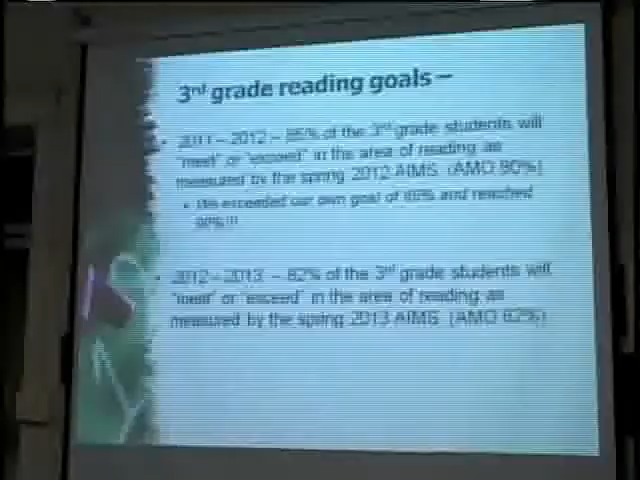 3rd grade reading goals –
2011 – 2012 – 85% of the 3rd grade students will
"meet" or "exceed" in the area of reading as
measured by the spring 2012 AIMS. (AMO 90%)
We exceeded our own goal of and reached
2012 – 2013 – 82% of the 3rd grade students will
"meet" or "exceed" in the area of reading as
measured by the spring 2013 AIMS. (AMO 82%)